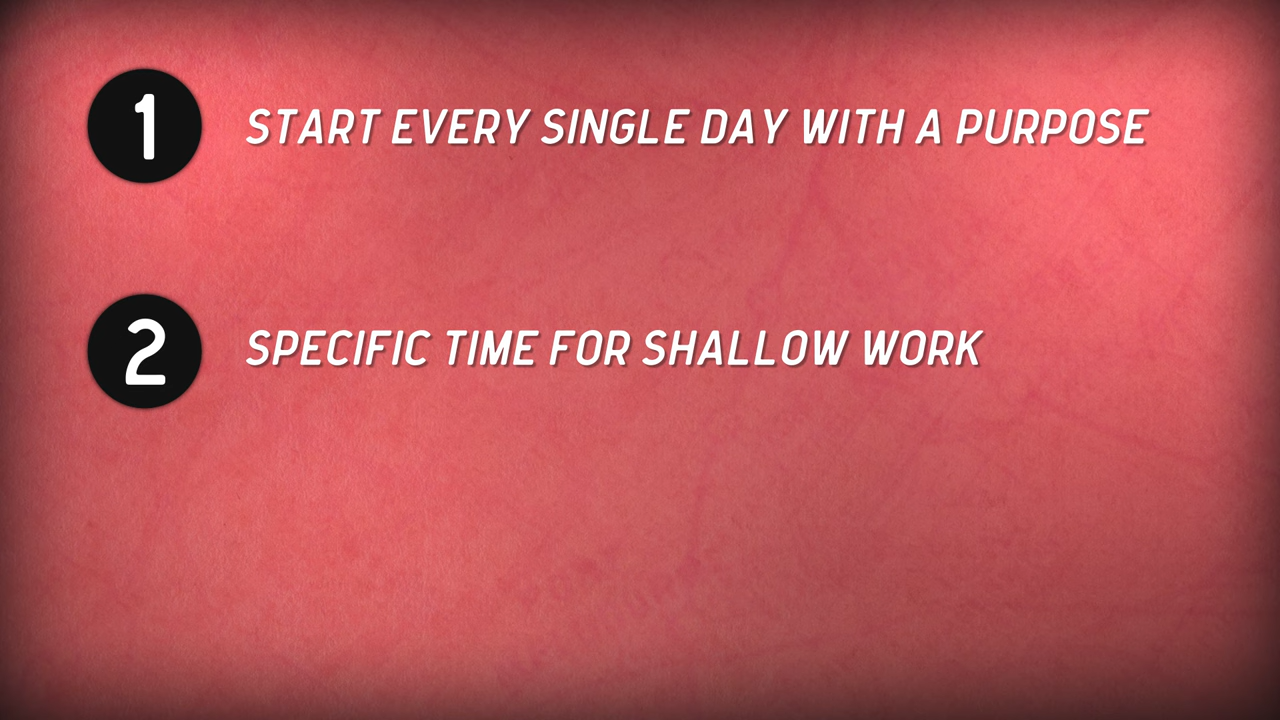 1 START EVERY SINGLE DAY WITH A PURPOSE
2 SPECIFIC TIME FOR SHALLOW WORK